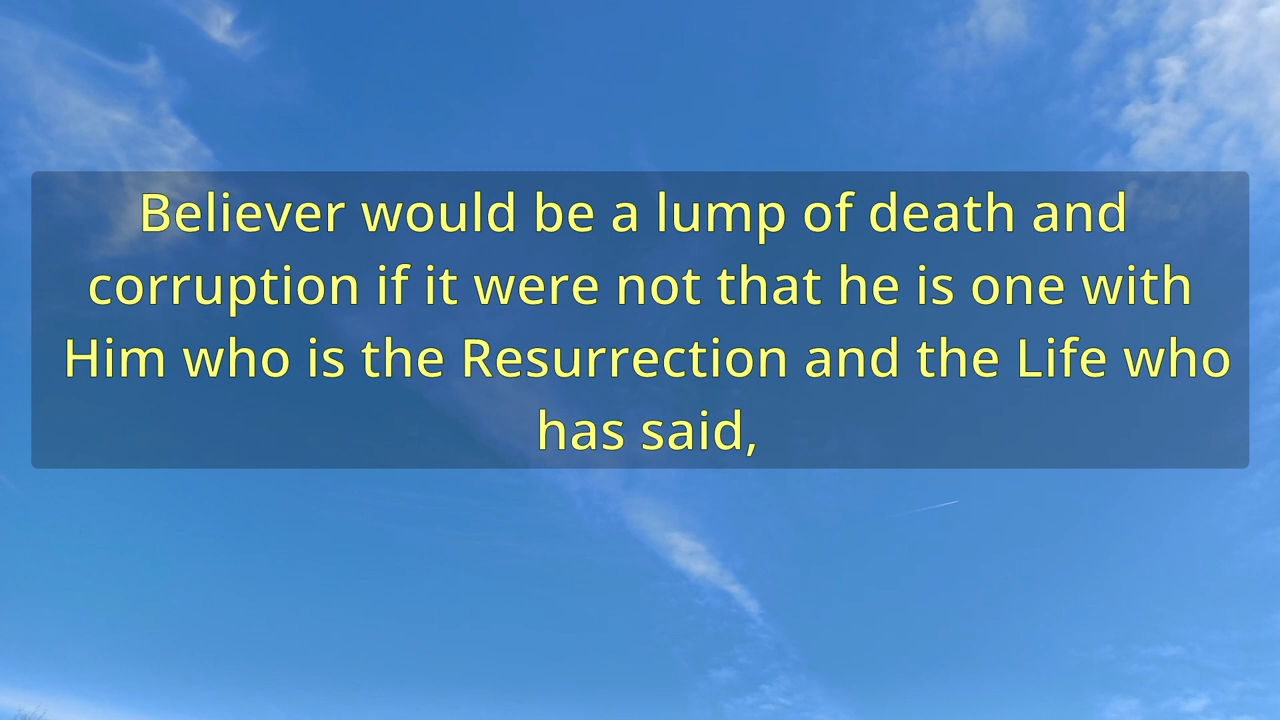 Believer would be a lump of death and
corruption if it were not that he is one with
Him who is the Resurrection and the Life who
has said,